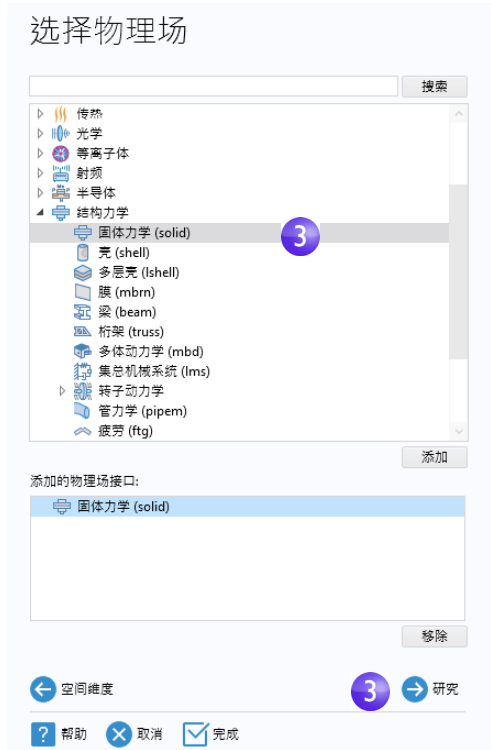 选择物理场
搜索
传热
光学
等离子体
射频
半导体
结构力学
固体力学 (solid)
3
壳 (shell)
多层壳 (lshell)
膜 (mbrn)
梁 (beam)
桁架 (truss)
多体动力学 (mbd)
集总机械系统 (lms)
转子动力学
管力学 (pipem)
疲劳 (ftg)
添加
添加的物理场接口:
固体力学 (solid)
移除
空间维度
3
研究
? 帮助
取消
完成